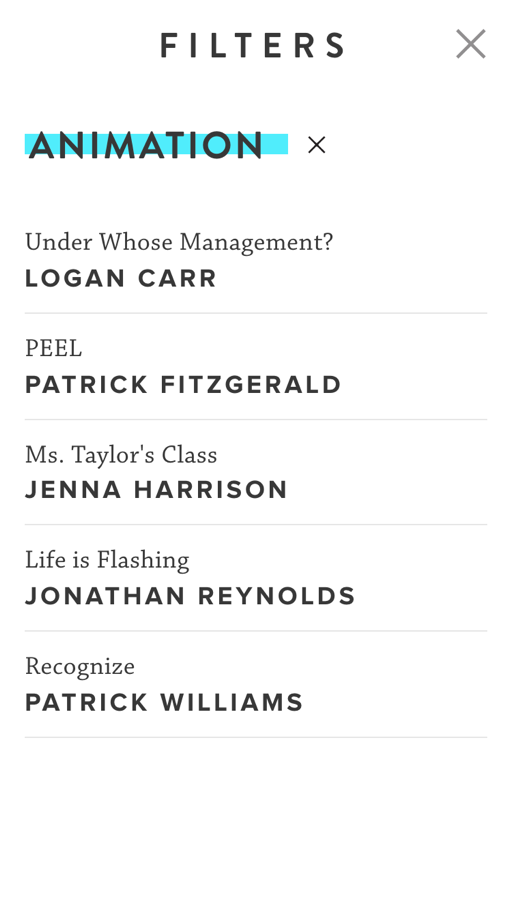 FILTERS
ANIMATION
Under Whose Management?
LOGAN CARR
PEEL
PATRICK FITZGERALD
Ms. Taylor's Class
JENNA HARRISON
Life is Flashing
JONATHAN REYNOLDS
Recognize
PATRICK WILLIAMS